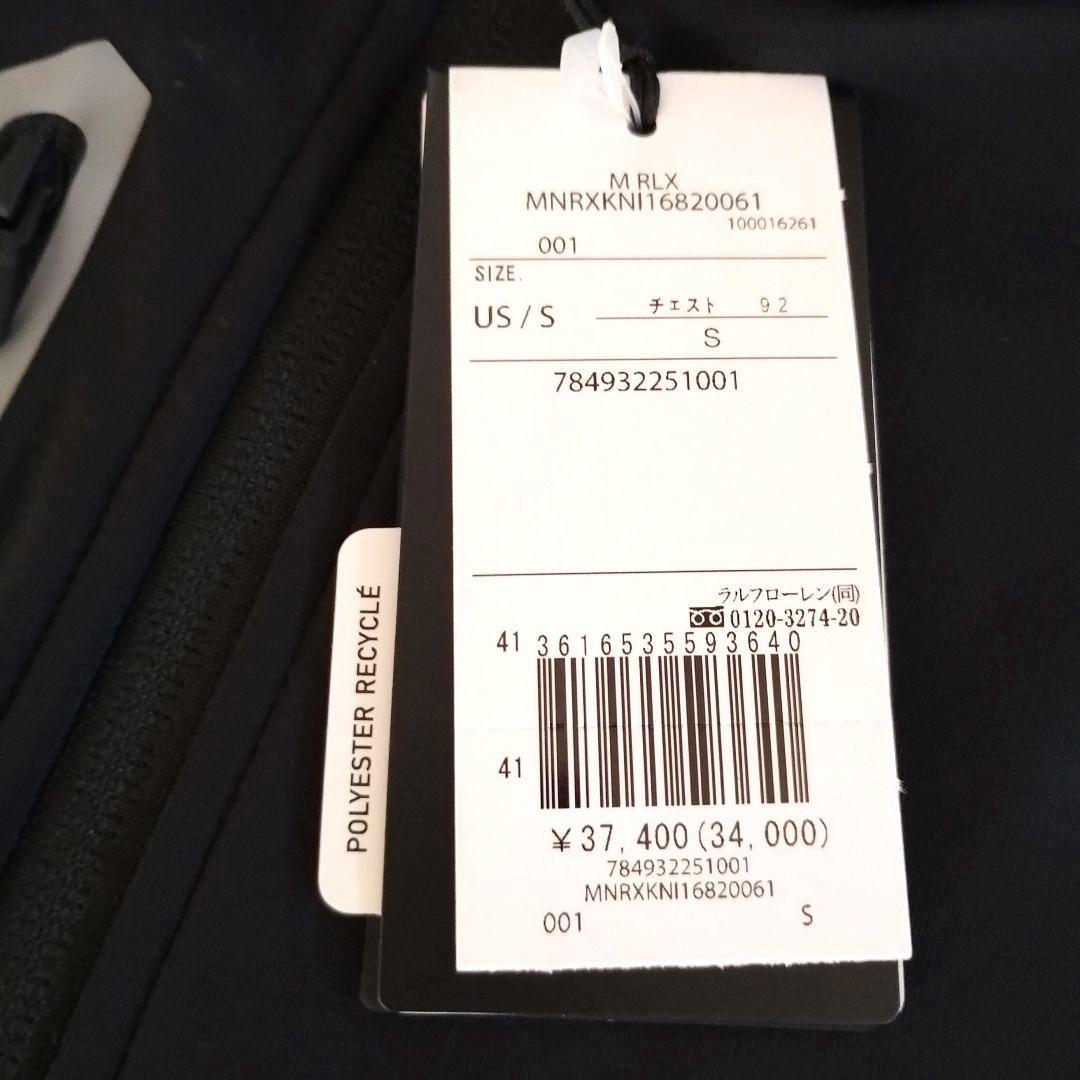 M RLX
MNRXKNI16820061
100016261
001
SIZE.
US / S
チェスト 92
S
784932251001
ラルフローレン(同)
0120-3274-20
41 3616535593640
41
¥37,400(34,000)
784932251001
MNRXKNI16820061
001 S
POLYESTER RECYCLÉ